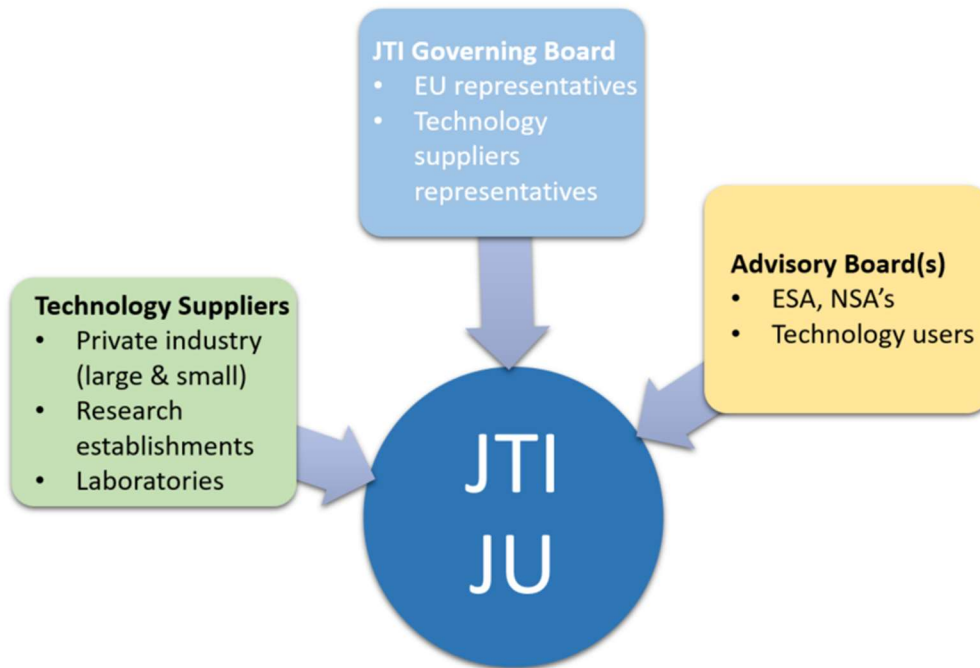 JTI Governing Board
• EU representatives
• Technology
suppliers
representatives
Advisory Board(s)
• ESA, NSA's
• Technology users
Technology Suppliers
• Private industry
(large & small)
• Research
establishments
• Laboratories
JTI
JU